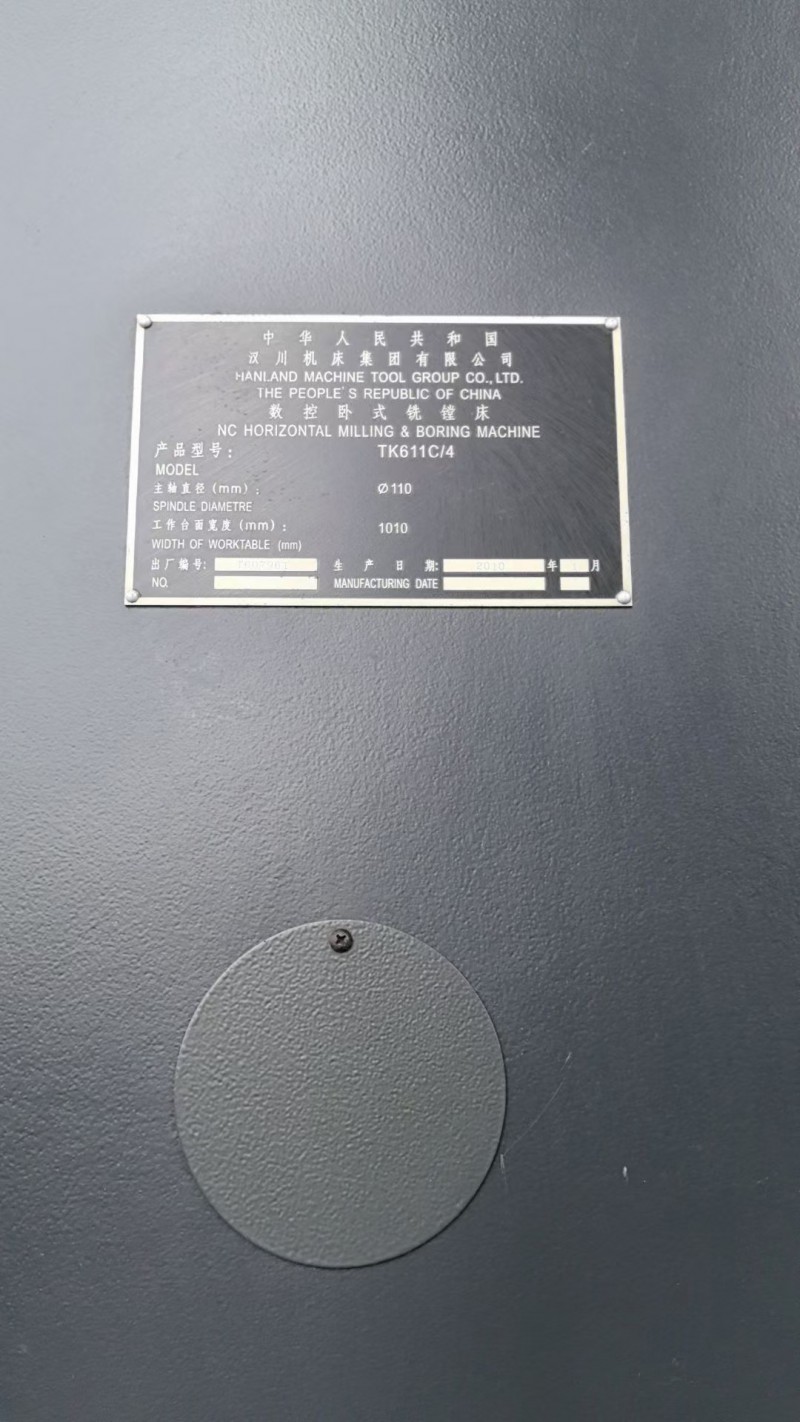 中华人民共和国
汉川机床集团有限公司
HANLAND MACHINE TOOL GROUP CO.,LTD.
THE PEOPLE'S REPUBLIC OF CHINA
数控卧式铣镗床
NC HORIZONTAL MILLING & BORING MACHINE
产品型号: TK611C/4
MODEL
主轴直径(mm): Ø110
SPINDLE DIAMETRE
工作台面宽度(mm): 1010
WIDTH OF WORKTABLE (mm)
出厂编号: 生产日期: 2010 年 月
NO. MANUFACTURING DATE